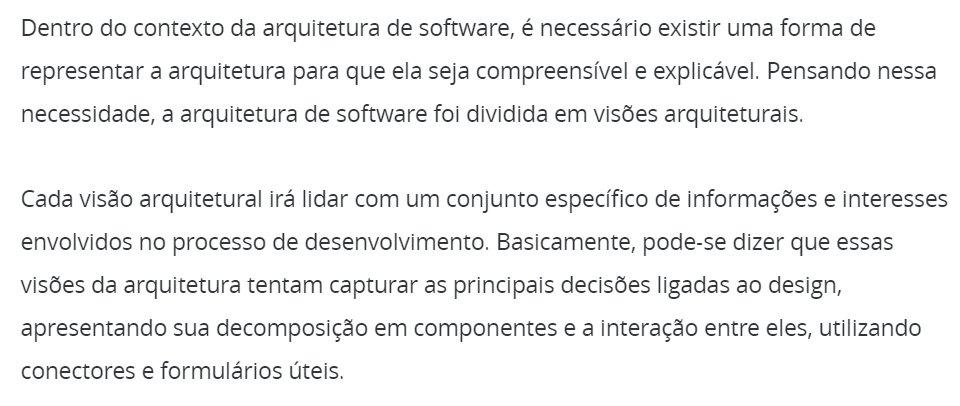 Dentro do contexto da arquitetura de software, é necessário existir uma forma de
representar a arquitetura para que ela seja compreensível e explicável. Pensando nessa
necessidade, a arquitetura de software foi dividida em visões arquiteturais.
Cada visão arquitetural irá lidar com um conjunto específico de informações e interesses
envolvidos no processo de desenvolvimento. Basicamente, pode-se dizer que essas
visões da arquitetura tentam capturar as principais decisões ligadas ao design,
apresentando sua decomposição em componentes e a interação entre eles, utilizando
conectores e formulários úteis.